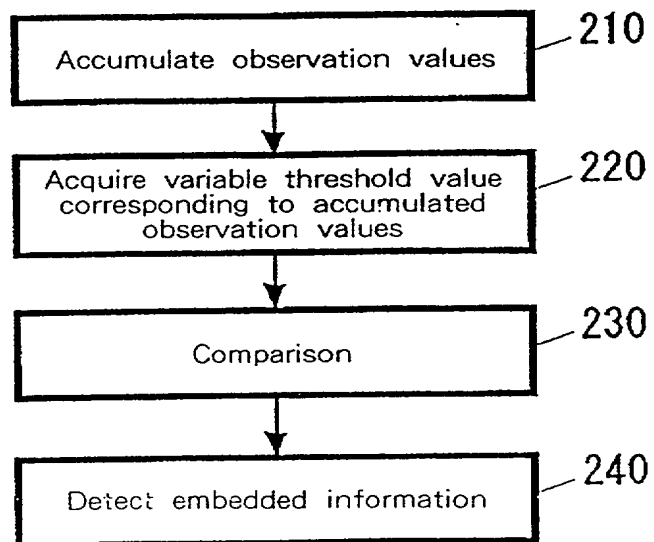 210
Accumulate observation values
220
Acquire variable threshold value
corresponding to accumulated
observation values
230
Comparison
240
Detect embedded information